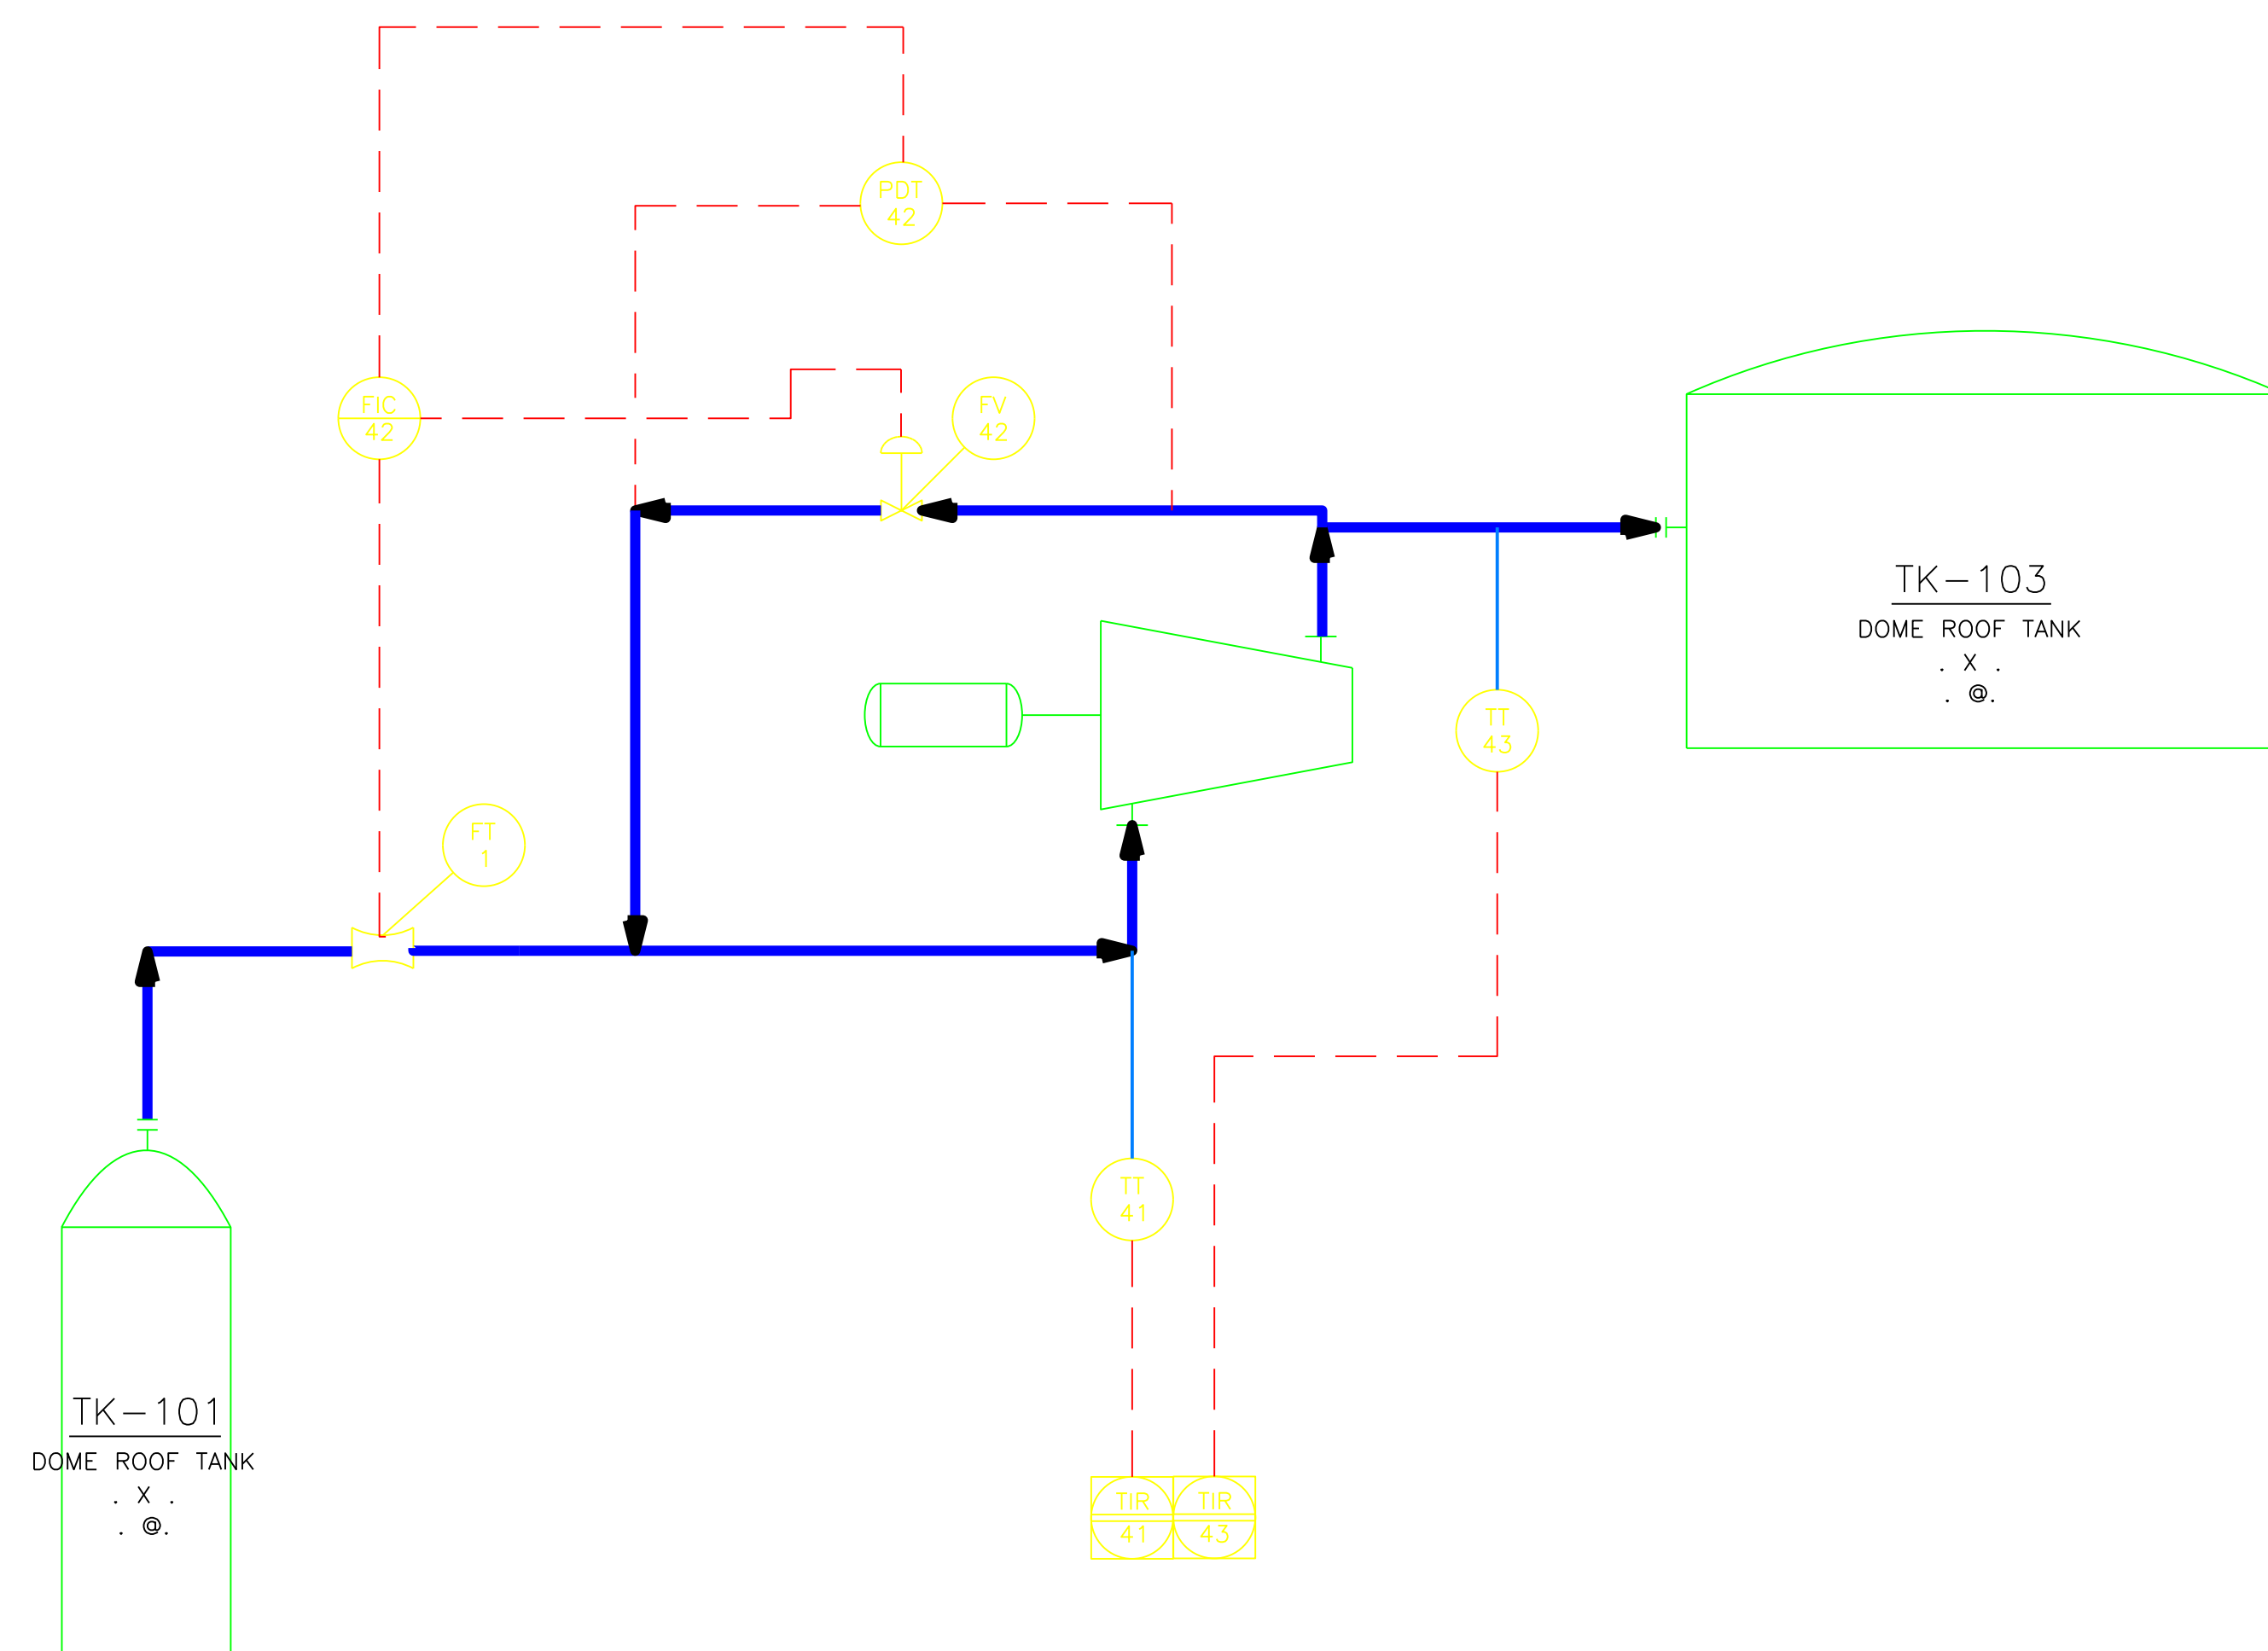 PDT
42
FIC
42
FV
42
TK-103
DOME ROOF TANK
. X .
. @.
TT
43
FT
1
TT
41
TK-101
DOME ROOF TANK
. X .
. @.
TIR
41
TIR
43